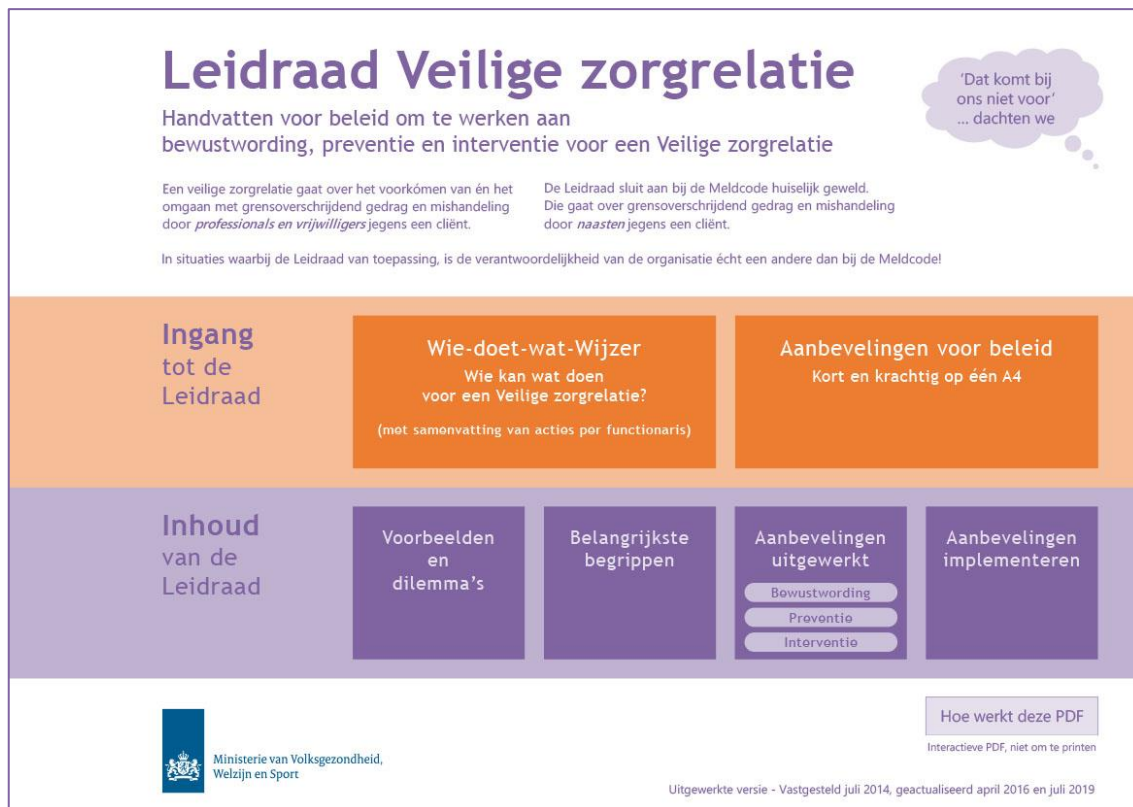 Leidraad Veilige zorgrelatie
Handvatten voor beleid om te werken aan
bewustwording, preventie en interventie voor een Veilige zorgrelatie
'Dat komt bij
ons niet voor'
... dachten we
Een veilige zorgrelatie gaat over het voorkómen van én het
omgaan met grensoverschrijdend gedrag en mishandeling
door professionals en vrijwilligers jegens een cliënt.
De Leidraad sluit aan bij de Meldcode huiselijk geweld.
Die gaat over grensoverschrijdend gedrag en mishandeling
door naasten jegens een cliënt.
In situaties waarbij de Leidraad van toepassing, is de verantwoordelijkheid van de organisatie écht een andere dan bij de Meldcode!
Ingang
tot de
Leidraad
Wie-doet-wat-Wijzer
Wie kan wat doen
voor een Veilige zorgrelatie?
(met samenvatting van acties per functionaris)
Aanbevelingen voor beleid
Kort en krachtig op één A4
Inhoud
van de
Leidraad
Voorbeelden
en
dilemma's
Belangrijkste
begrippen
Aanbevelingen
uitgewerkt
Bewustwording
Preventie
Interventie
Aanbevelingen
implementeren
Ministerie van Volksgezondheid,
Welzijn en Sport
Hoe werkt deze PDF
Interactieve PDF, niet om te printen
Uitgewerkte versie - Vastgesteld juli 2014, geactualiseerd april 2016 en juli 2019